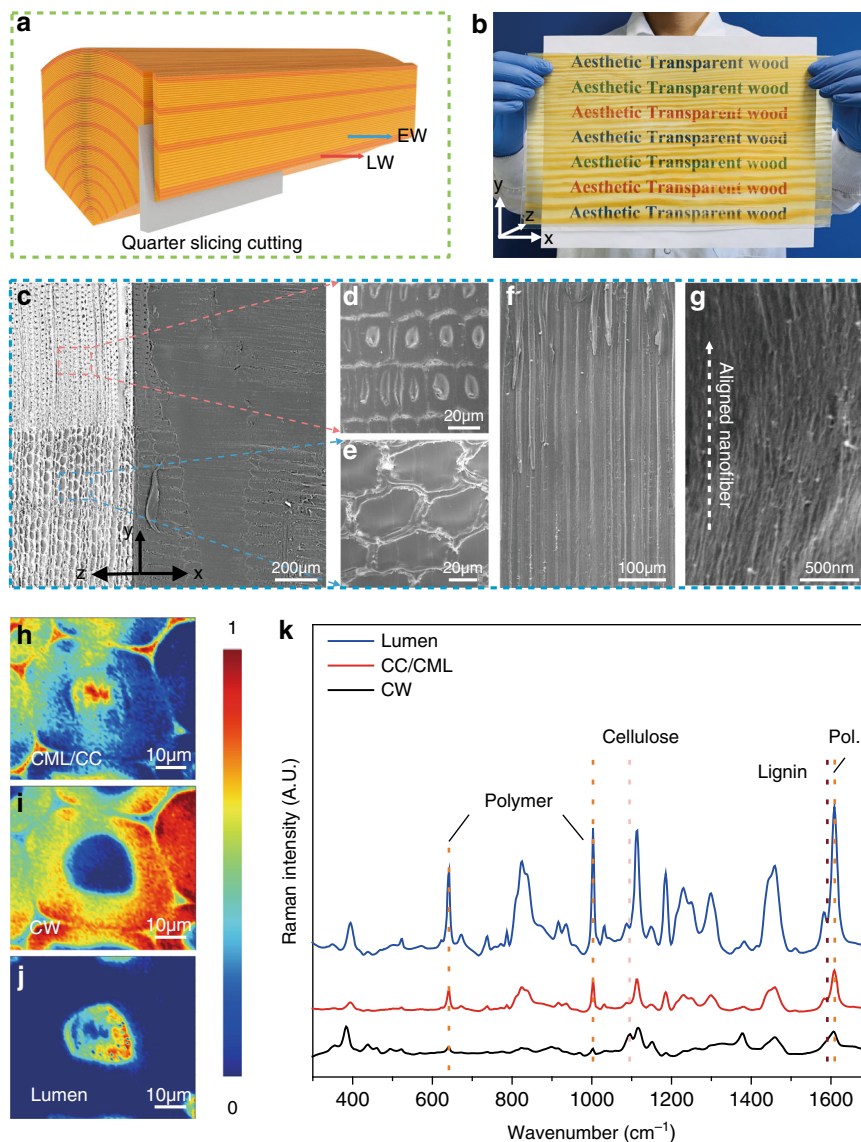 a
EW
LW
Quarter slicing cutting
b
Aesthetic Transparent wood
Aesthetic Transparent wood
Aesthetic Transparent wood
Aesthetic Transparent wood
Aesthetic Transparent wood
Aesthetic Transparent wood
Aesthetic Transparent wood
y
z
x
c
y
z
x
200μm
d
20μm
e
20μm
f
100μm
g
Aligned nanofiber
500nm
h
CML/CC
10μm
i
CW
10μm
j
Lumen
10μm
1
0
k
Lumen
CC/CML
CW
Cellulose
Pol.
Lignin
Polymer
Raman intensity (A.U.)
400 600 800 1000 1200 1400 1600
Wavenumber (cm⁻¹)